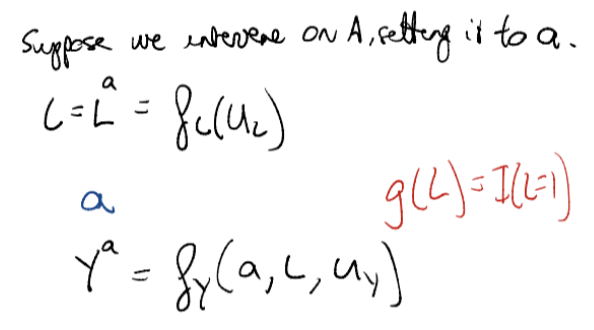 Suppose we intervene on A, setting it to a.
L = L^a = f_L(U_L)
a
g(L) = I(L=1)
Y^a = f_Y(a, L, U_Y)